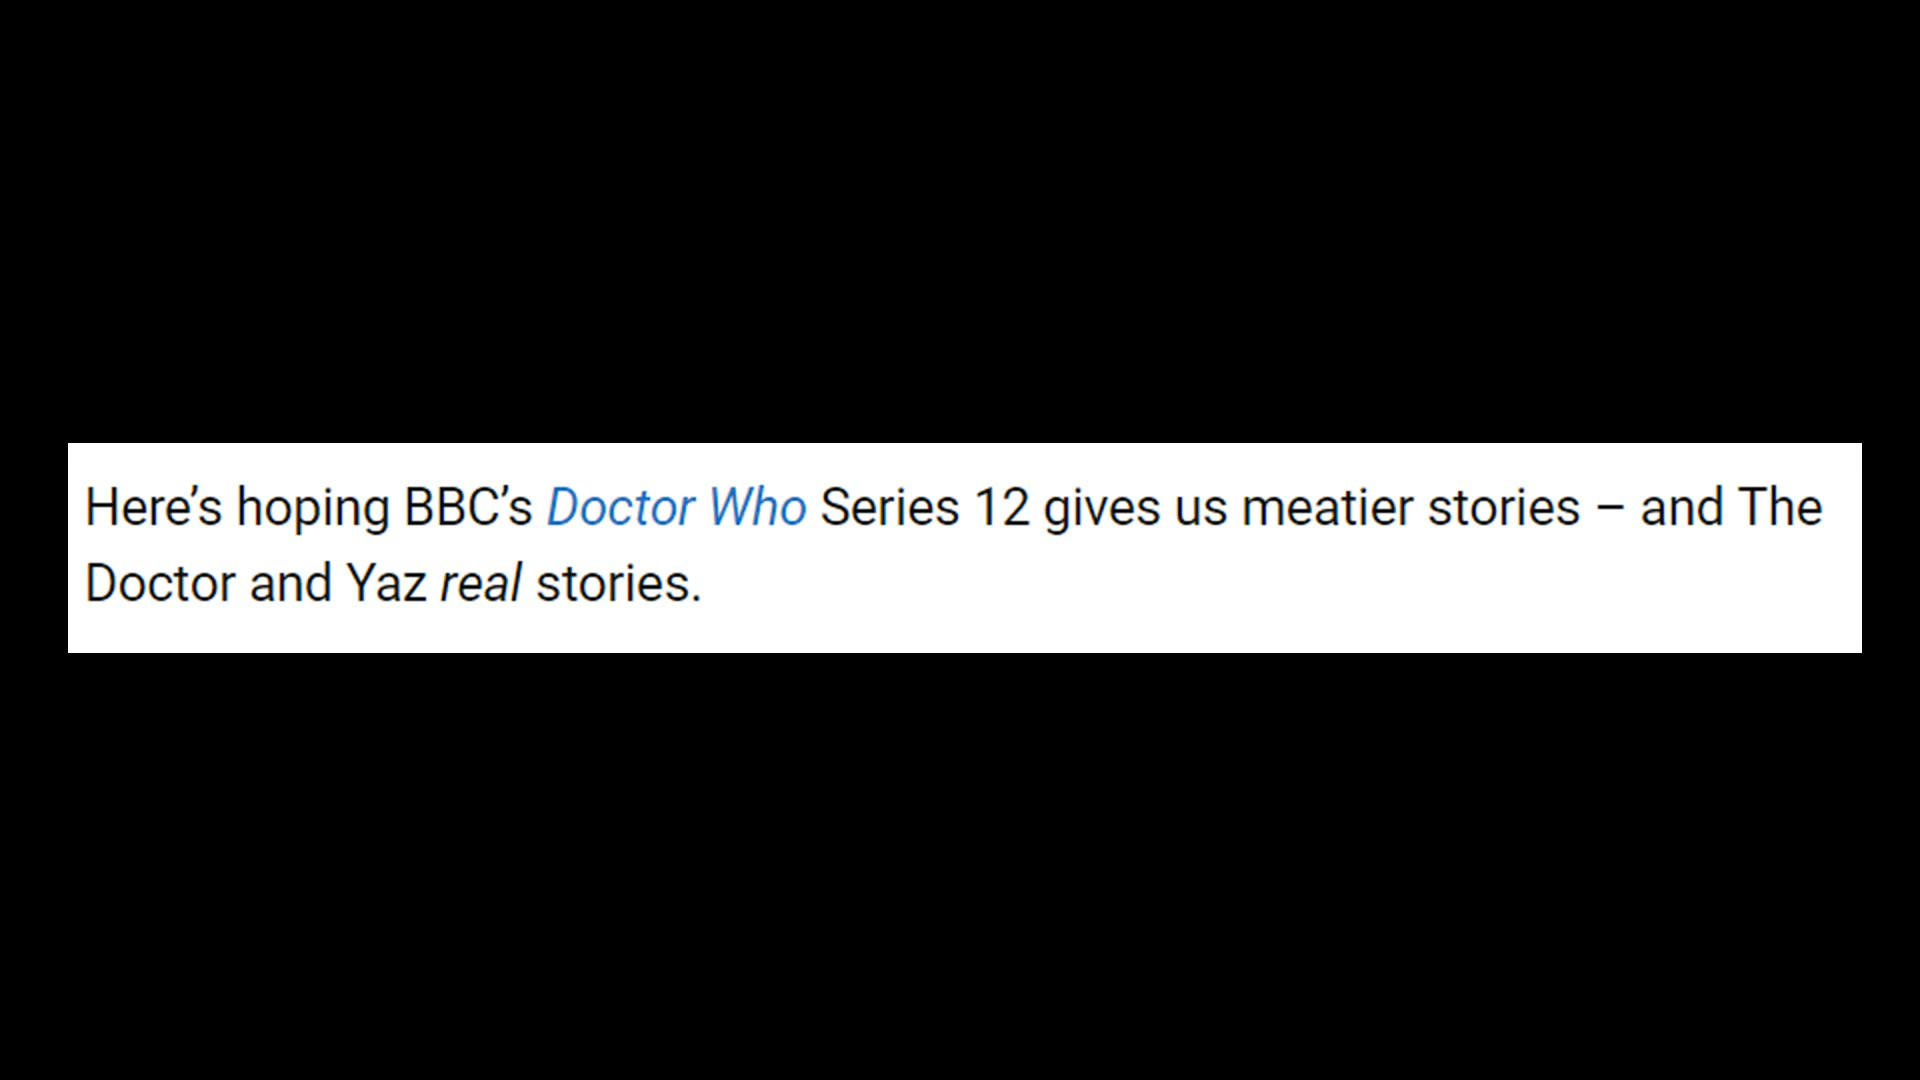 Here’s hoping BBC’s Doctor Who Series 12 gives us meatier stories – and The
Doctor and Yaz real stories.